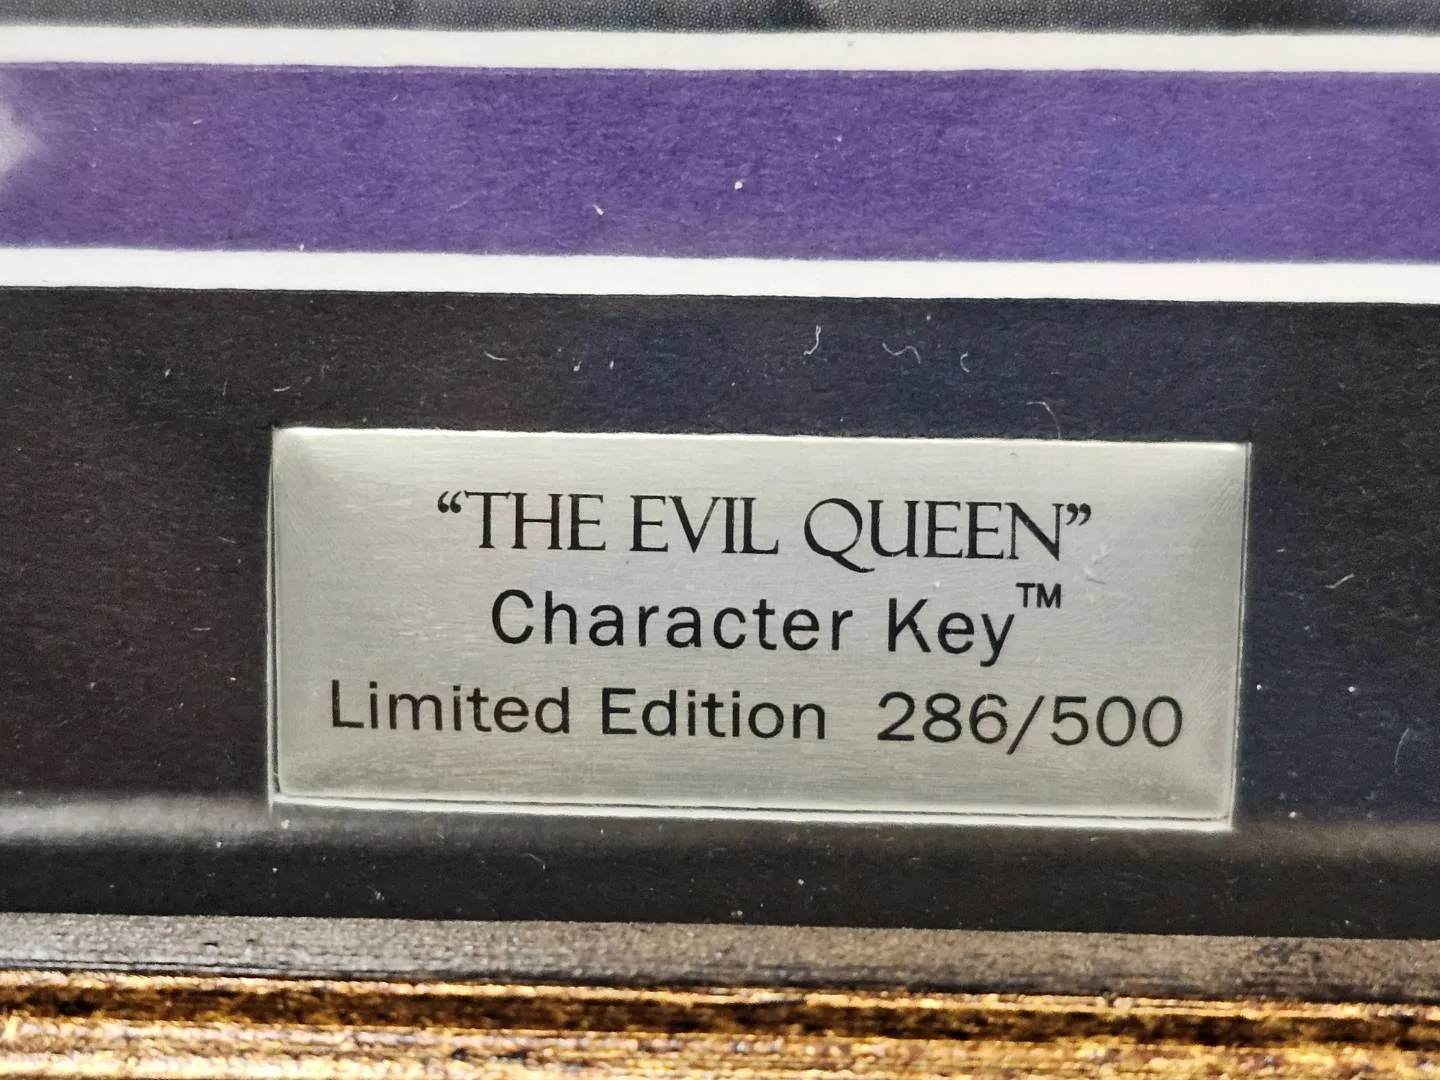 “THE EVIL QUEEN”
Character Key™
Limited Edition 286/500